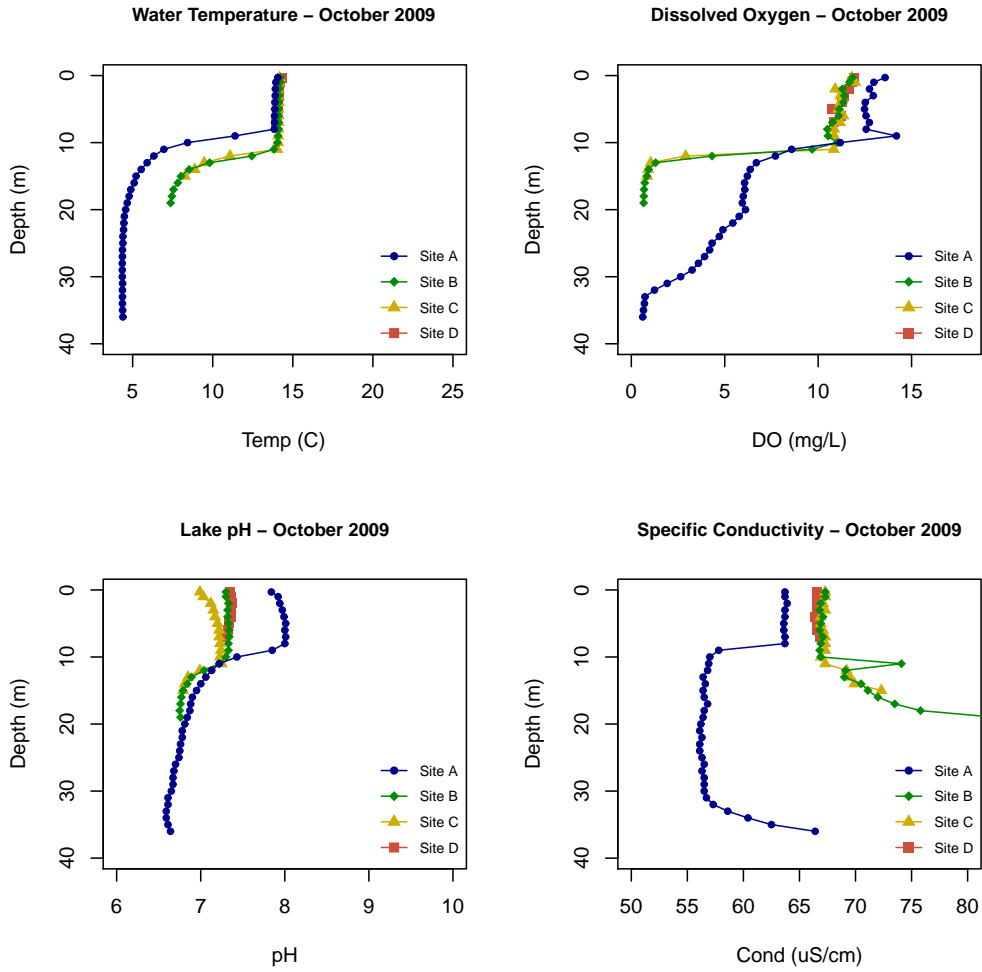 Water Temperature – October 2009
0
10
20
30
40
Depth (m)
Site A
Site B
Site C
Site D
5
10
15
20
25
Temp (C)
Dissolved Oxygen – October 2009
0
10
20
30
40
Depth (m)
Site A
Site B
Site C
Site D
0
5
10
15
DO (mg/L)
Lake pH – October 2009
0
10
20
30
40
Depth (m)
Site A
Site B
Site C
Site D
6
7
8
9
10
pH
Specific Conductivity – October 2009
0
10
20
30
40
Depth (m)
Site A
Site B
Site C
Site D
50
55
60
65
70
75
80
Cond (uS/cm)